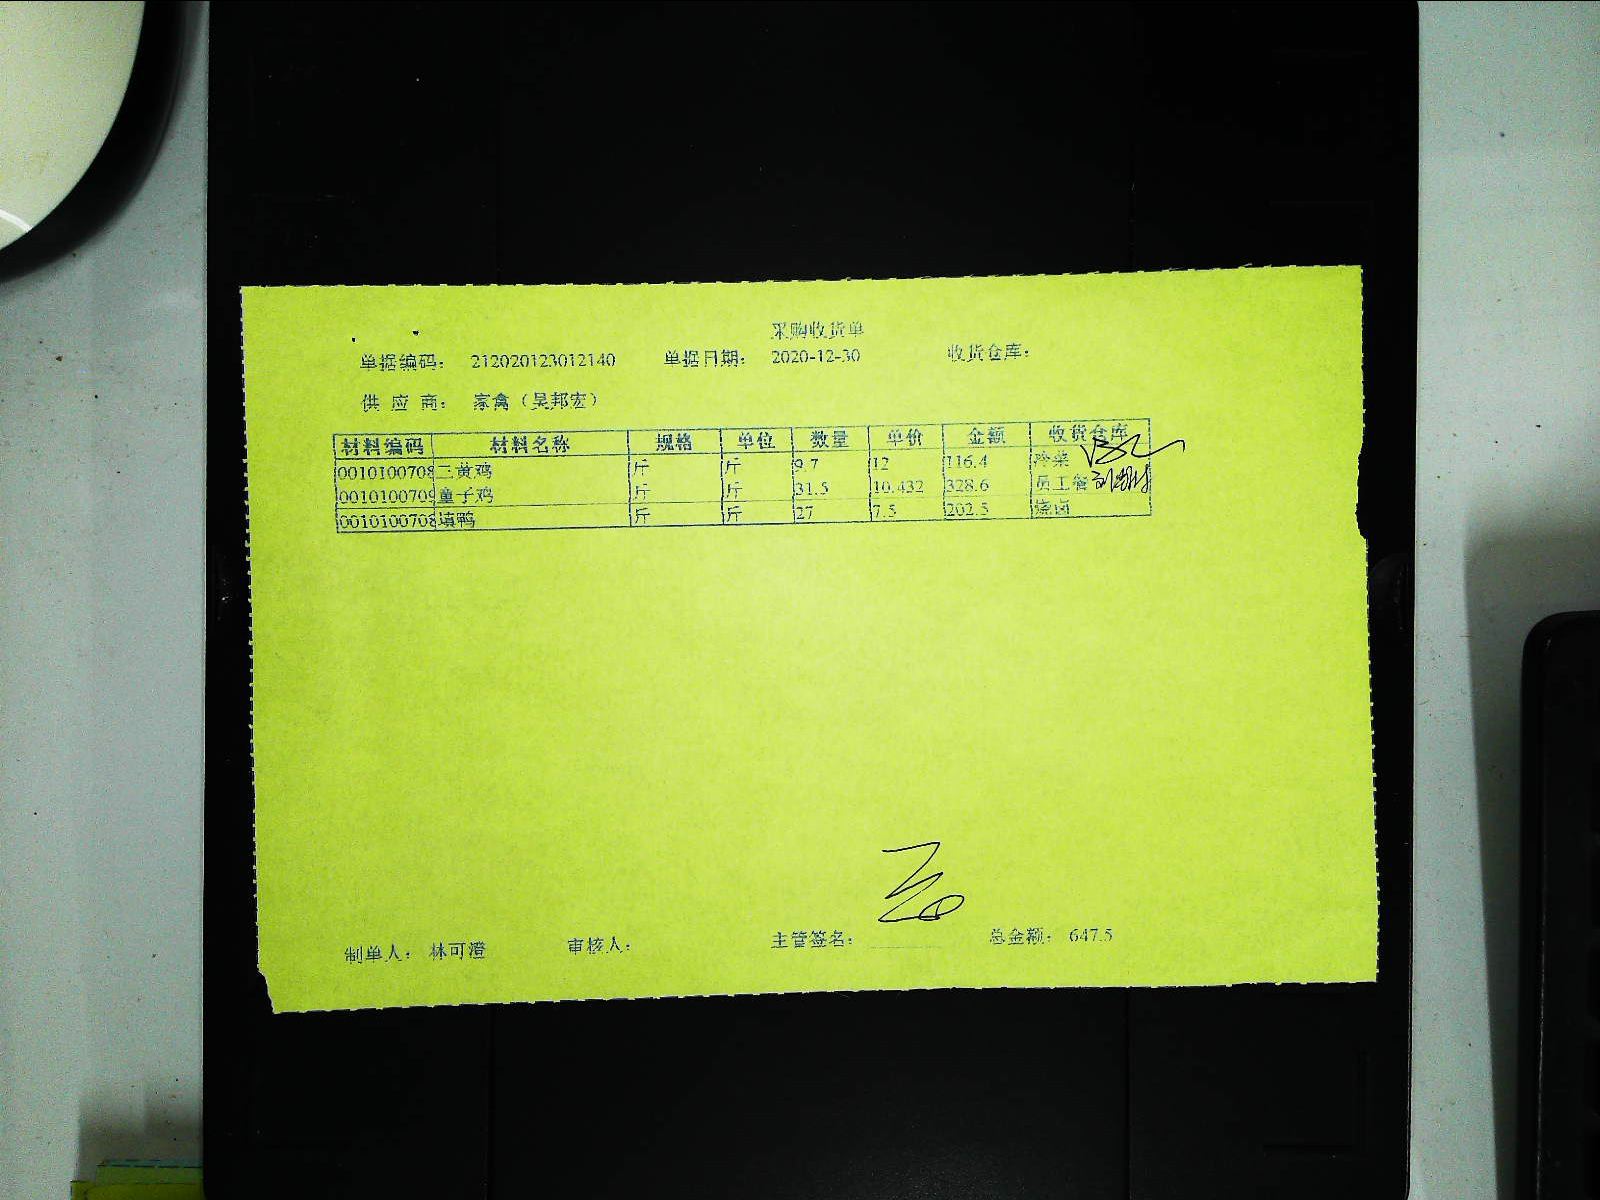 采购收货单
单据编码： 212020123012140 单据日期： 2020-12-30 收货仓库：
供 应 商： 家禽（吴邦宏）
材料编码 材料名称 规格 单位 数量 单价 金额 收货仓库
0010100708 三黄鸡 斤 斤 9.7 12 116.4 冷菜
0010100709 童子鸡 斤 斤 31.5 10.432 328.6 员工餐
0010100708 填鸭 斤 斤 27 7.5 202.5 烧卤
制单人： 林可澄 审核人： 主管签名： 总金额： 647.5